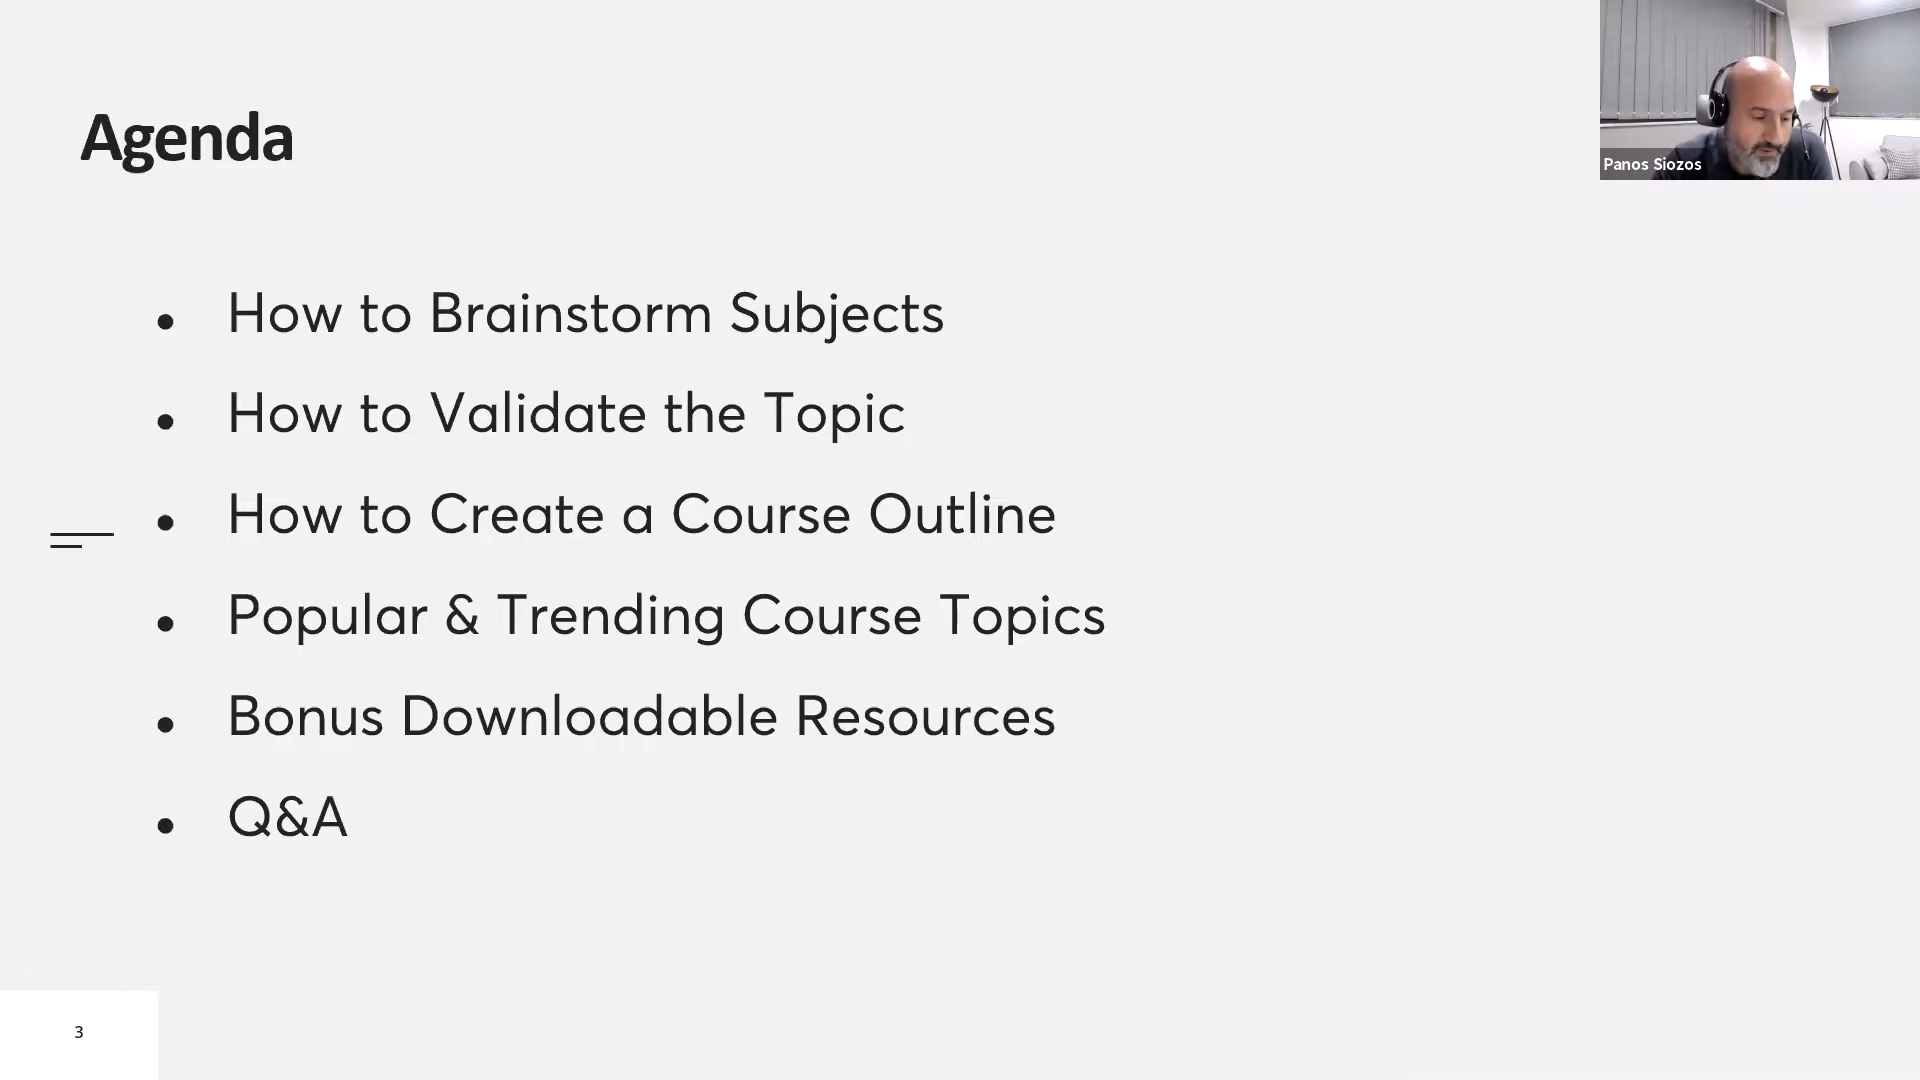 Agenda
Panos Siozos
• How to Brainstorm Subjects
• How to Validate the Topic
• How to Create a Course Outline
• Popular & Trending Course Topics
• Bonus Downloadable Resources
• Q&A
3